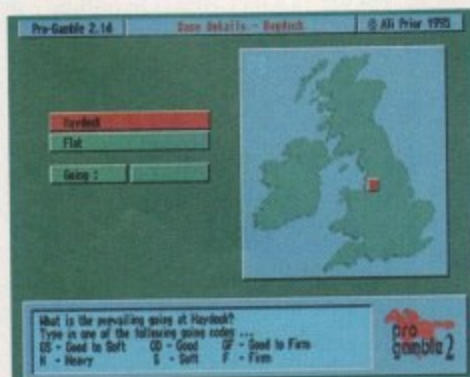 Pro-Gamble 2.1d Race details - Haydock © Ali Prior 1995
Haydock
Flat
Going :
What is the prevailing going at Haydock?
Type in one of the following going codes ...
GS - Good to Soft GD - Good GF - Good to Firm
H - Heavy S - Soft F - Firm
pro
gamble 2